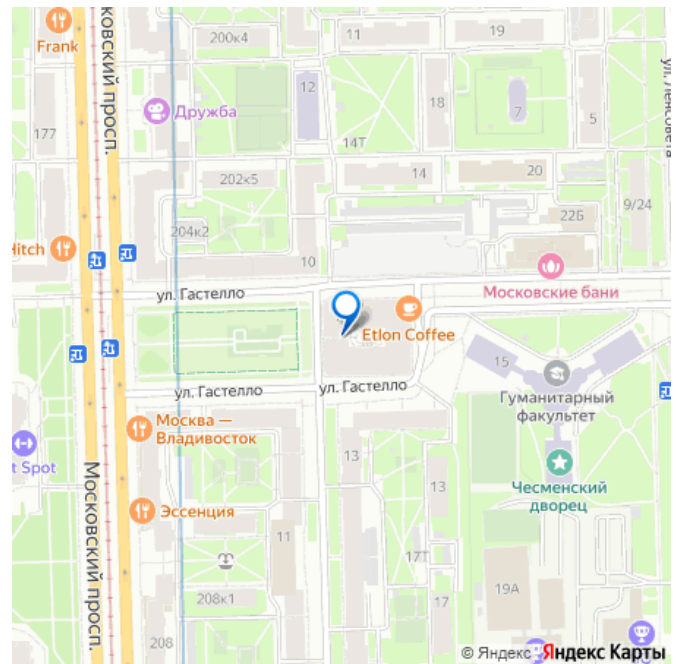 Frank
ковский просп.
200к4
11
19
ул. Ленсовета
12
Дружба
18
7
5
177
14Т
202к5
14
20
9/24
204к2
22Б
Hitch
10
ул. Гастелло
Московские бани
Etlon Coffee
15
Гуманитарный
факультет
ул. Гастелло
ул. Гастелло
Москва —
Владивосток
t Spot
13
Чесменский
дворец
13
Московский просп.
Эссенция
11
17Т
19А
208к1
17
208
© Яндекс
Яндекс Карты